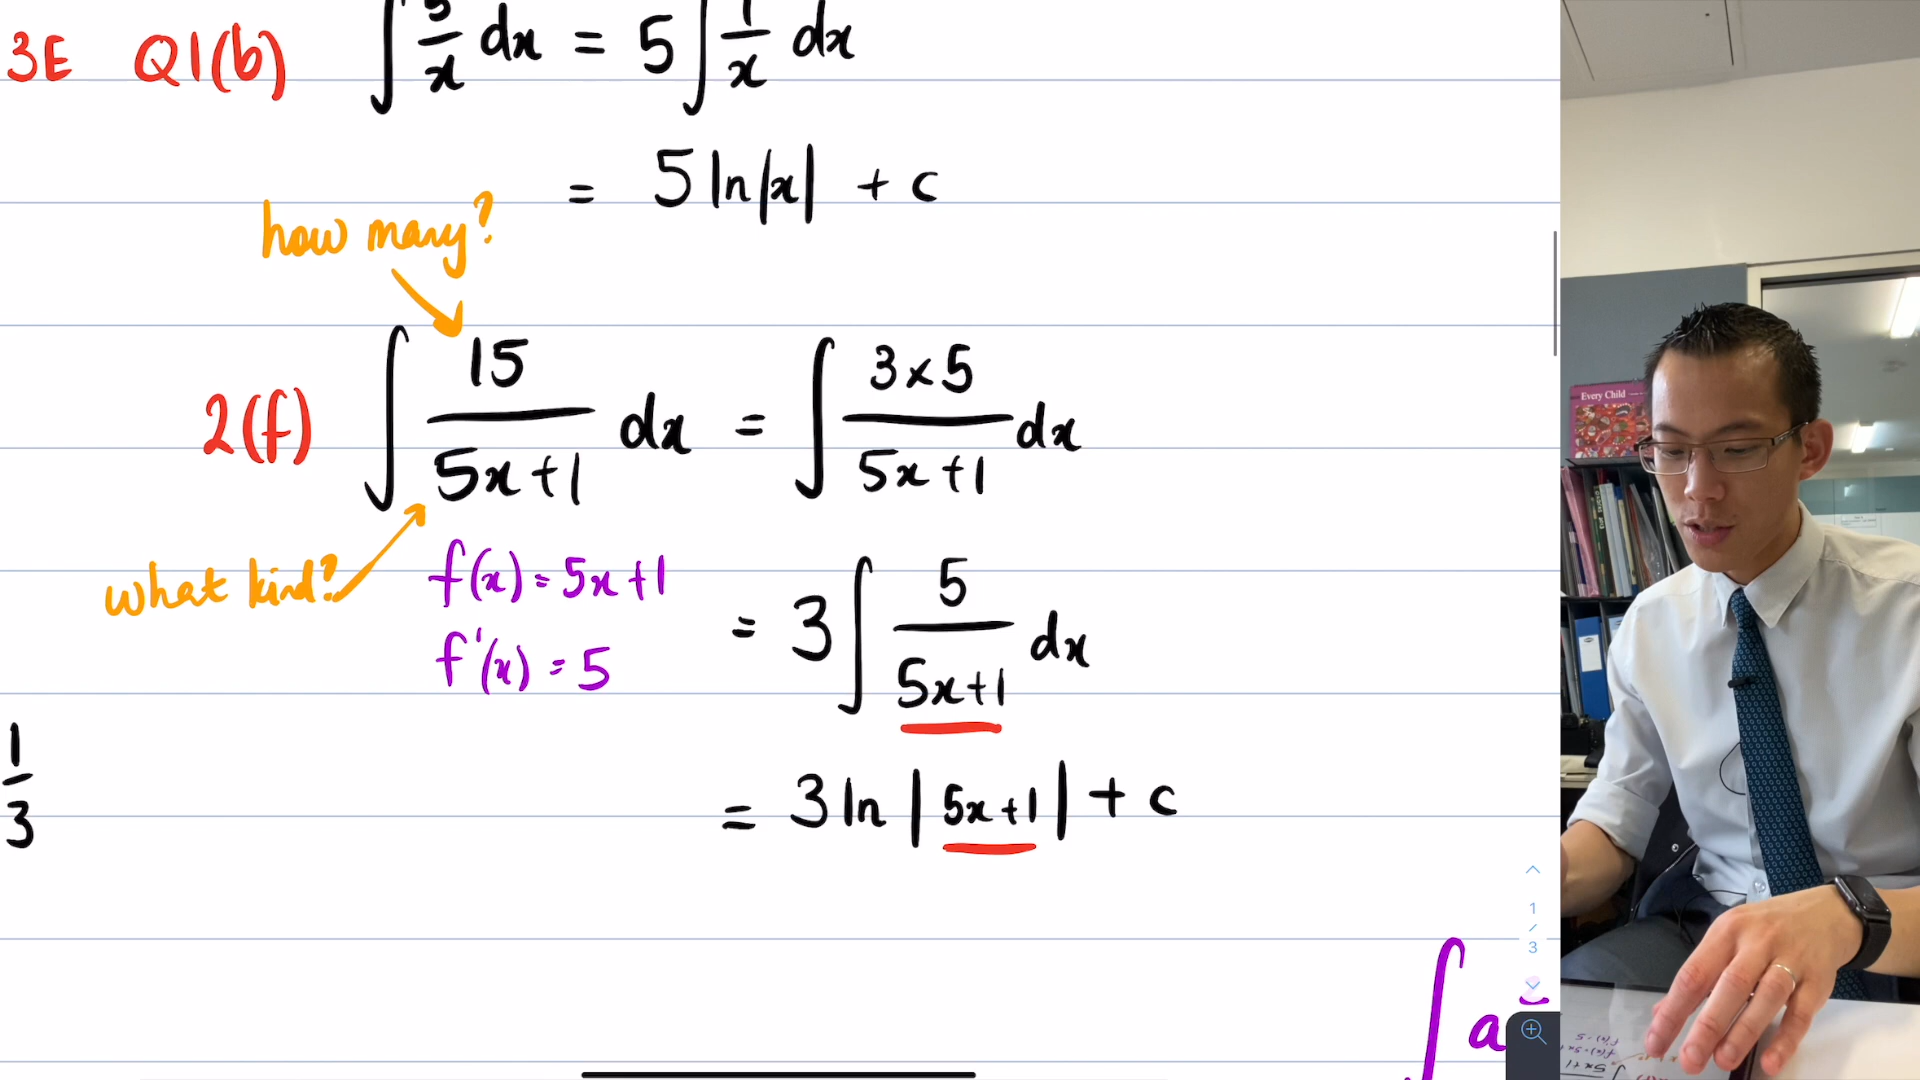 3E Q1(b) ∫ 5/x dx = 5 ∫ 1/x dx
= 5 ln|x| + c
how many?
2(f) ∫ 15/(5x+1) dx = ∫ (3×5)/(5x+1) dx
what kind?
f(x) = 5x+1
f'(x) = 5
= 3 ∫ 5/(5x+1) dx
1/3
= 3 ln |5x+1| + c
∫ a
1
/
3
Every Child